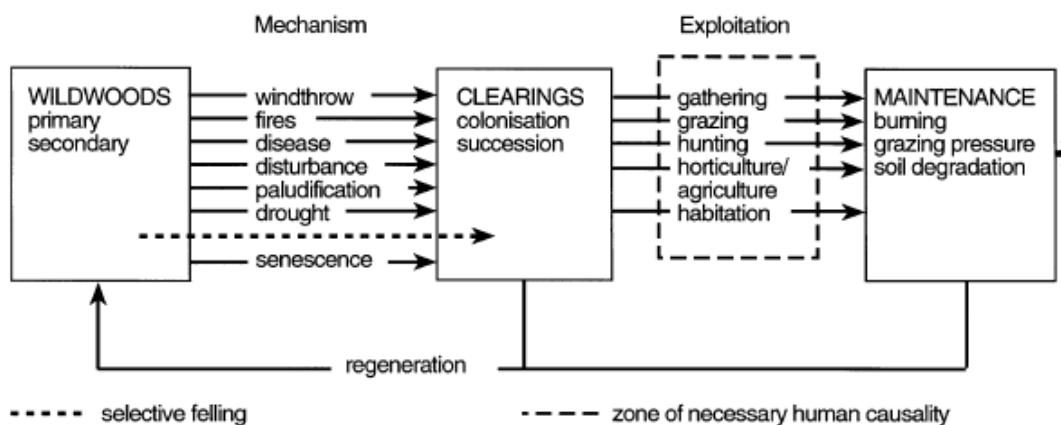 Mechanism
Exploitation
WILDWOODS
primary
secondary
windthrow
fires
disease
disturbance
paludification
drought
senescence
CLEARINGS
colonisation
succession
gathering
grazing
hunting
horticulture/
agriculture
habitation
MAINTENANCE
burning
grazing pressure
soil degradation
regeneration
selective felling
zone of necessary human causality